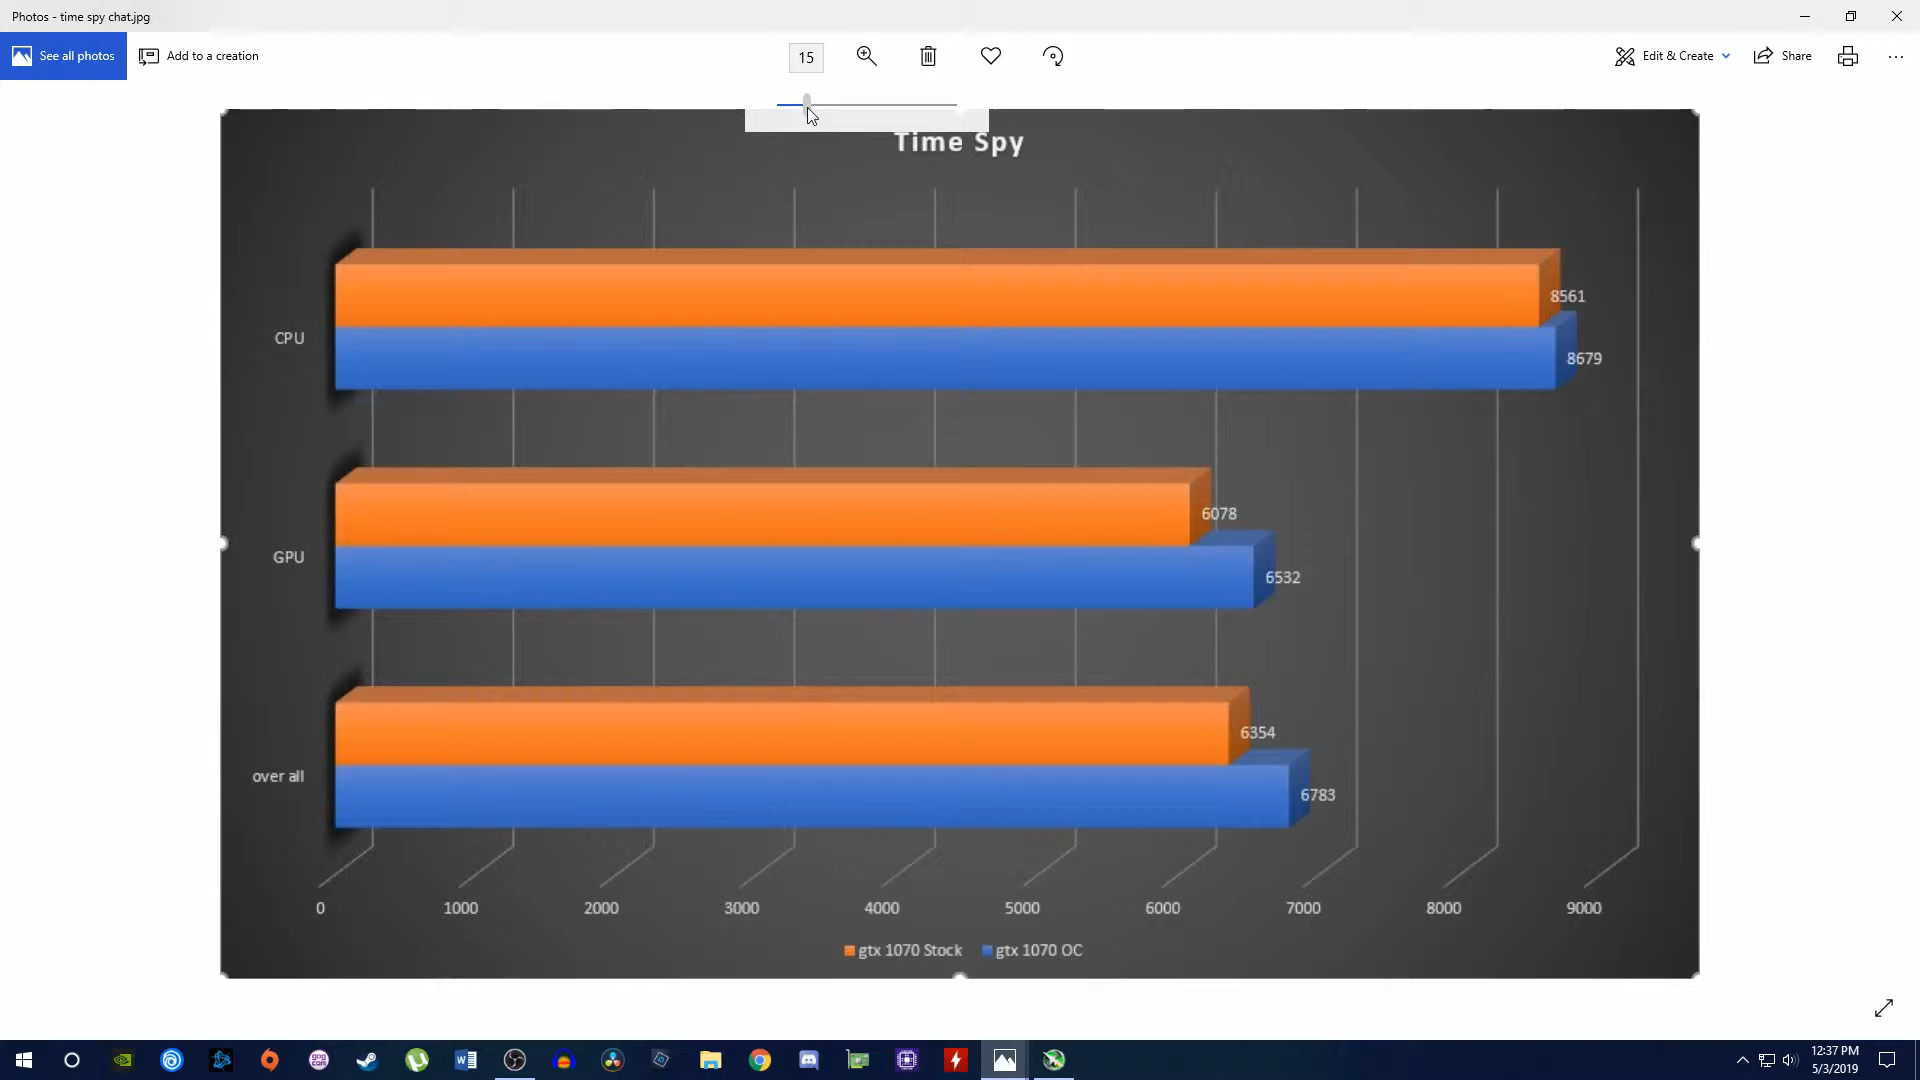 Photos - time spy chat.jpg
See all photos
Add to a creation
15
Edit & Create
Share
Time Spy
CPU
8561
8679
GPU
6078
6532
over all
6354
6783
0 1000 2000 3000 4000 5000 6000 7000 8000 9000
gtx 1070 Stock gtx 1070 OC
12:37 PM
5/3/2019